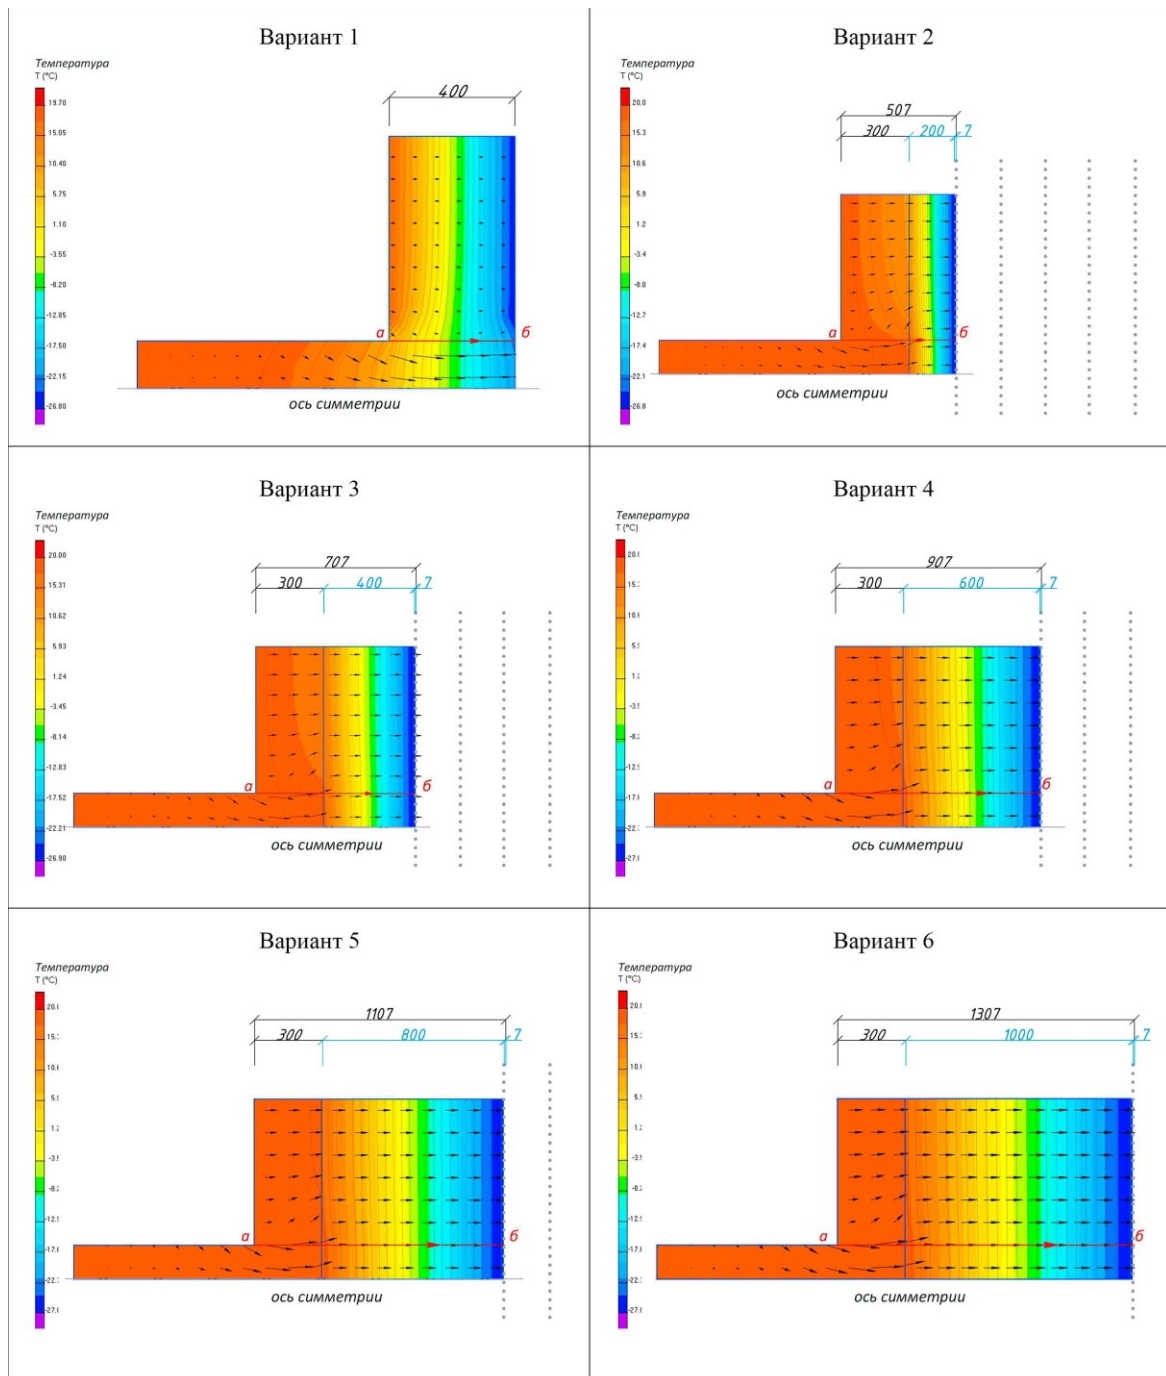 Вариант 1
Температура
T (°C)
19.70
15.05
10.40
5.75
1.10
-3.55
-8.20
-12.85
-17.50
-22.15
-26.80
400
а
б
ось симметрии
Вариант 2
Температура
T (°C)
20.0
15.3
5.9
1.2
-3.4
-8.0
-12.7
-17.4
-22.1
-26.8
507
300
200
7
а
б
ось симметрии
Вариант 3
Температура
T (°C)
20.00
15.31
10.62
5.93
1.24
-3.45
-8.14
-12.83
-17.52
-22.21
-26.90
707
300
400
7
а
б
ось симметрии
Вариант 4
Температура
T (°C)
907
300
600
7
а
б
ось симметрии
Вариант 5
Температура
T (°C)
1107
300
800
7
а
б
ось симметрии
Вариант 6
Температура
T (°C)
1307
300
1000
7
а
б
ось симметрии